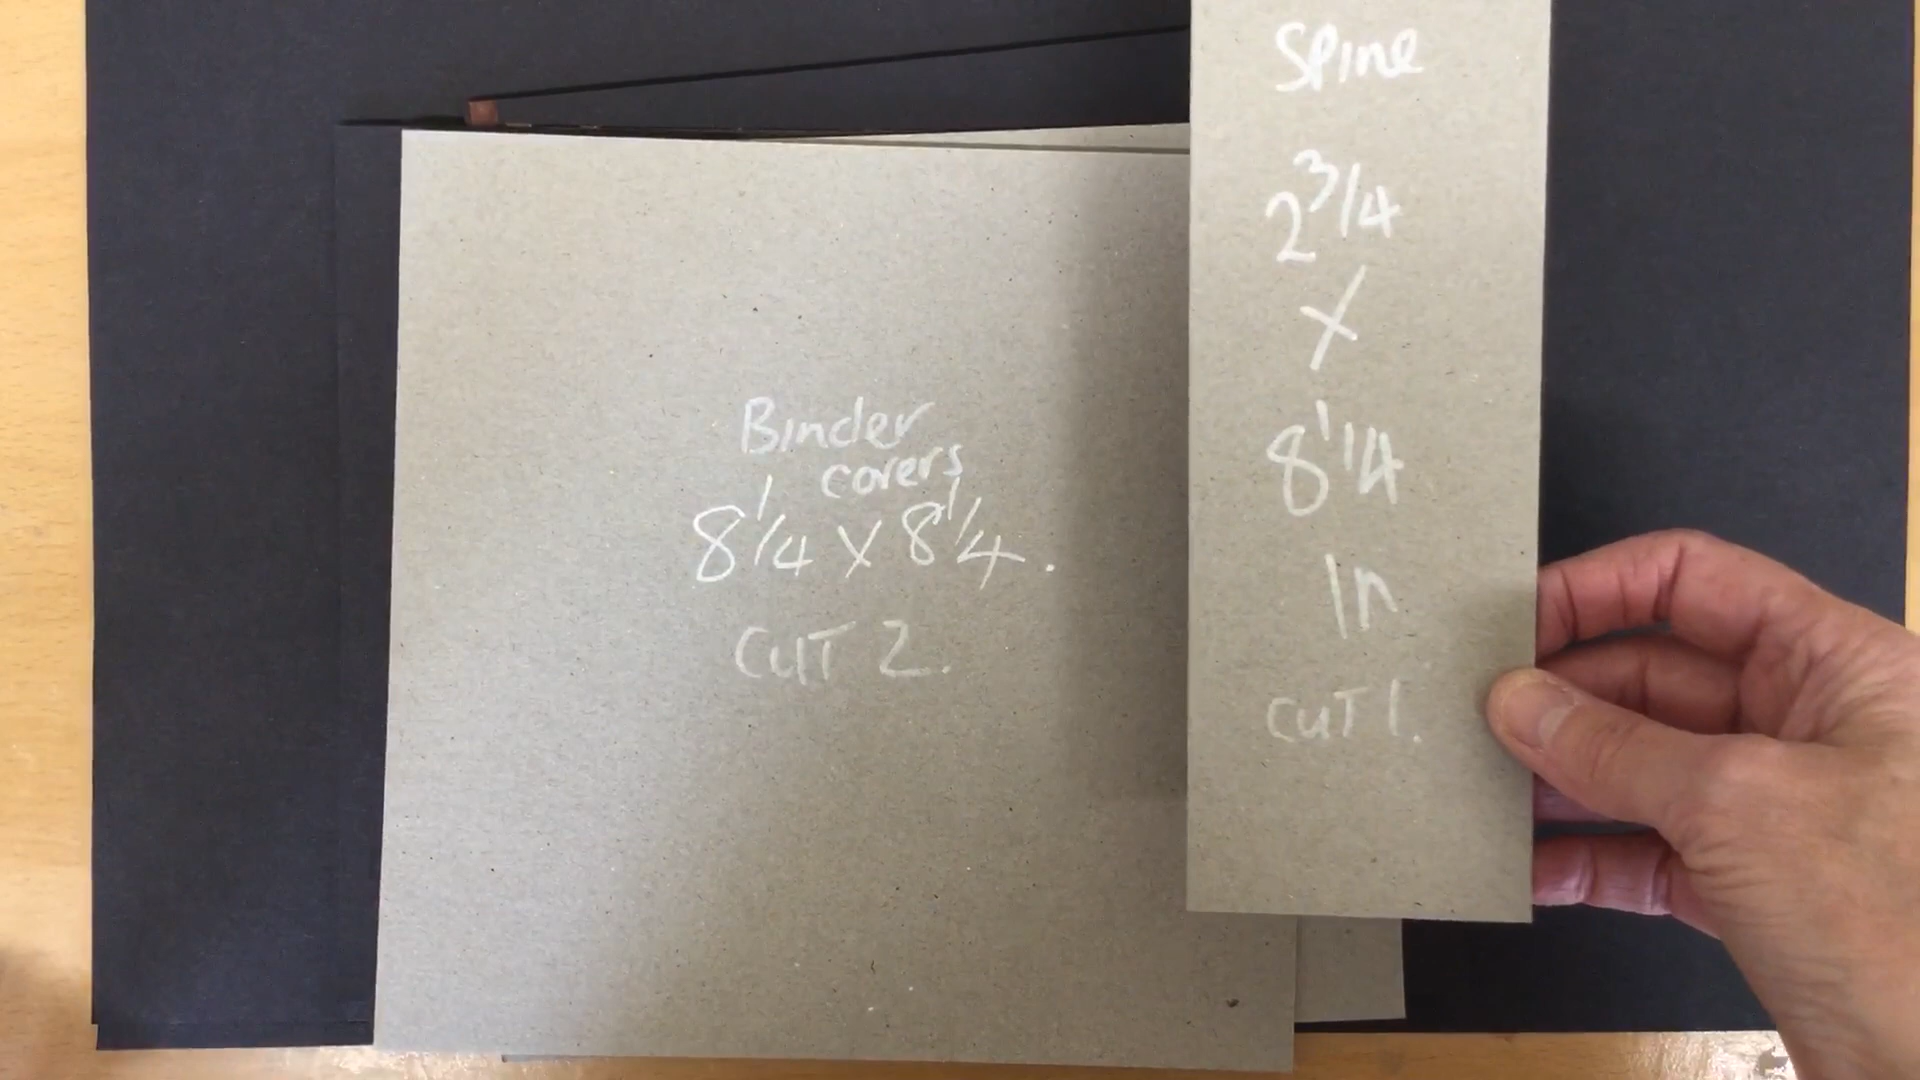 Binder
covers
8 1/4 X 8 1/4.
CUT 2.
Spine
2 3/4
X
8 1/4
In
CUT 1.